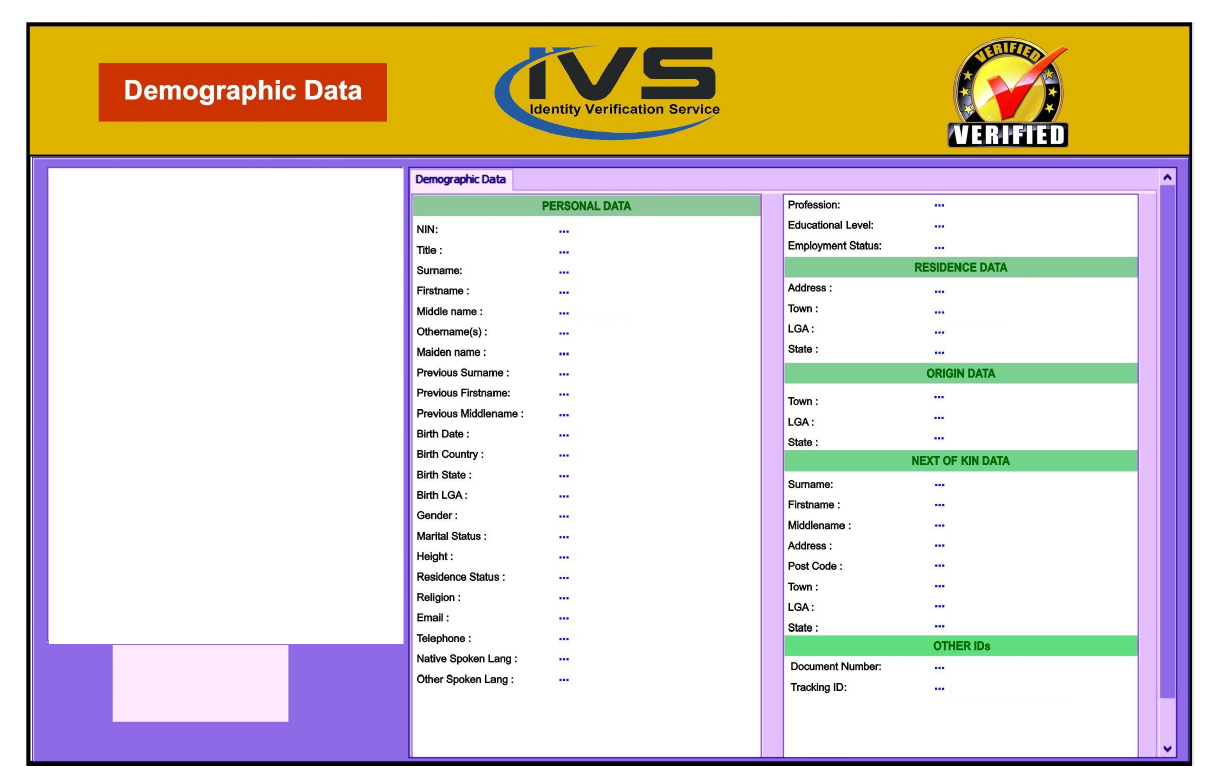 Demographic Data
IVS
Identity Verification Service
VERIFIED
VERIFIED
Demographic Data
PERSONAL DATA
NIN: ...
Title : ...
Surname: ...
Firstname : ...
Middle name : ...
Othername(s) : ...
Maiden name : ...
Previous Surname : ...
Previous Firstname: ...
Previous Middlename : ...
Birth Date : ...
Birth Country : ...
Birth State : ...
Birth LGA : ...
Gender : ...
Marital Status : ...
Height : ...
Residence Status : ...
Religion : ...
Email : ...
Telephone : ...
Native Spoken Lang : ...
Other Spoken Lang : ...
Profession: ...
Educational Level: ...
Employment Status: ...
RESIDENCE DATA
Address : ...
Town : ...
LGA : ...
State : ...
ORIGIN DATA
Town : ...
LGA : ...
State : ...
NEXT OF KIN DATA
Surname: ...
Firstname : ...
Middlename : ...
Address : ...
Post Code : ...
Town : ...
LGA : ...
State : ...
OTHER IDs
Document Number: ...
Tracking ID: ...